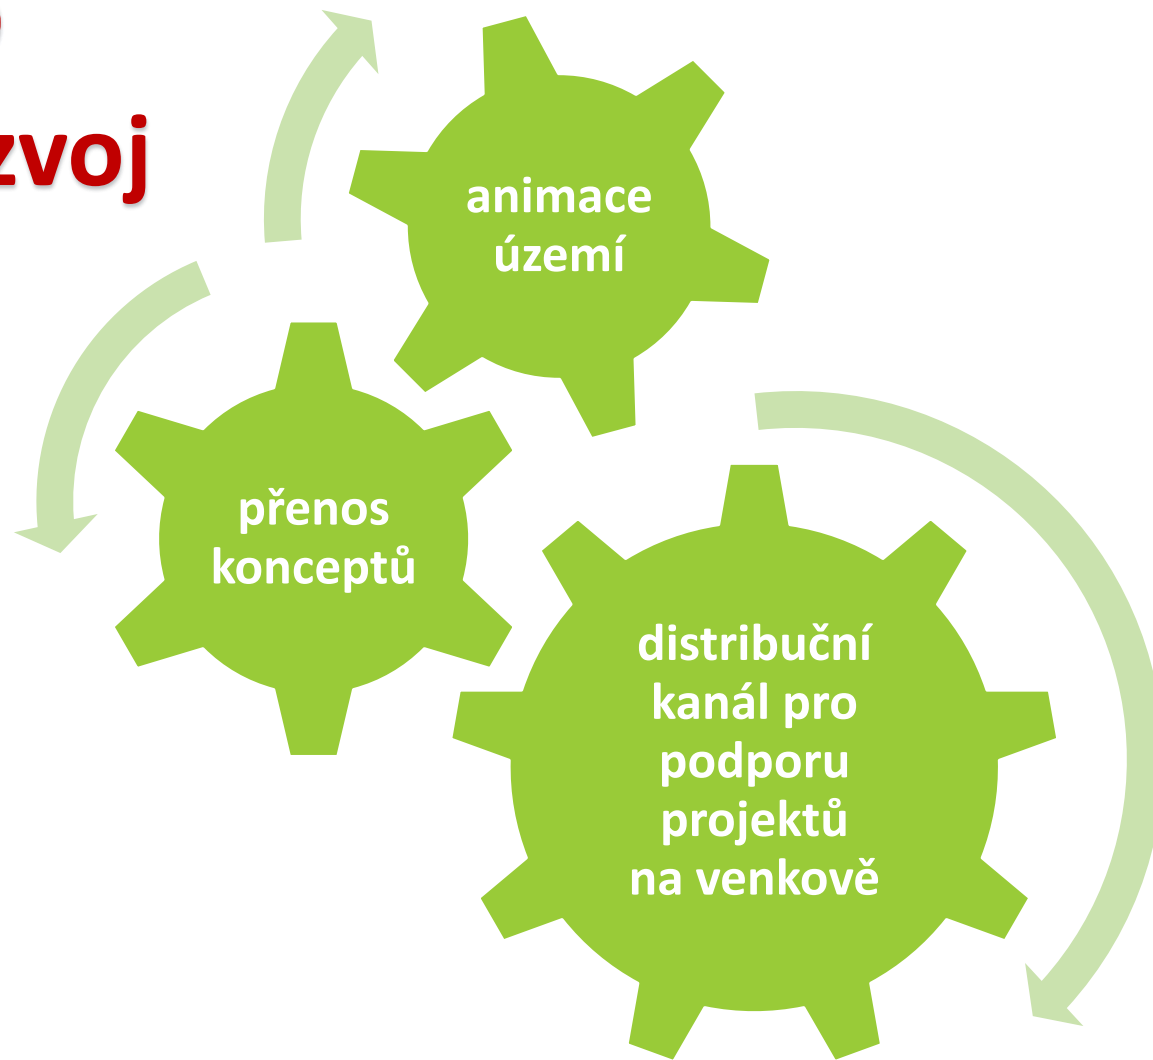 zvoj
animace
území
přenos
konceptů
distribuční
kanál pro
podporu
projektů
na venkově